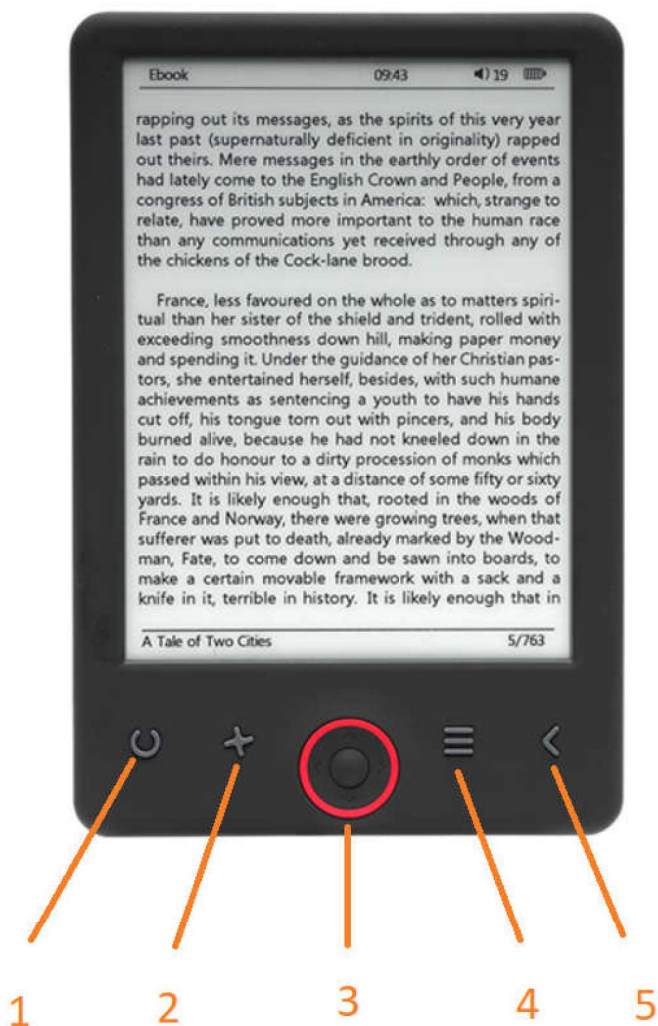 Ebook 09:43 19
rapping out its messages, as the spirits of this very year
last past (supernaturally deficient in originality) rapped
out theirs. Mere messages in the earthly order of events
had lately come to the English Crown and People, from a
congress of British subjects in America: which, strange to
relate, have proved more important to the human race
than any communications yet received through any of
the chickens of the Cock-lane brood.
France, less favoured on the whole as to matters spiri-
tual than her sister of the shield and trident, rolled with
exceeding smoothness down hill, making paper money
and spending it. Under the guidance of her Christian pas-
tors, she entertained herself, besides, with such humane
achievements as sentencing a youth to have his hands
cut off, his tongue torn out with pincers, and his body
burned alive, because he had not kneeled down in the
rain to do honour to a dirty procession of monks which
passed within his view, at a distance of some fifty or sixty
yards. It is likely enough that, rooted in the woods of
France and Norway, there were growing trees, when that
sufferer was put to death, already marked by the Wood-
man, Fate, to come down and be sawn into boards, to
make a certain movable framework with a sack and a
knife in it, terrible in history. It is likely enough that in
A Tale of Two Cities 5/763
1 2 3 4 5